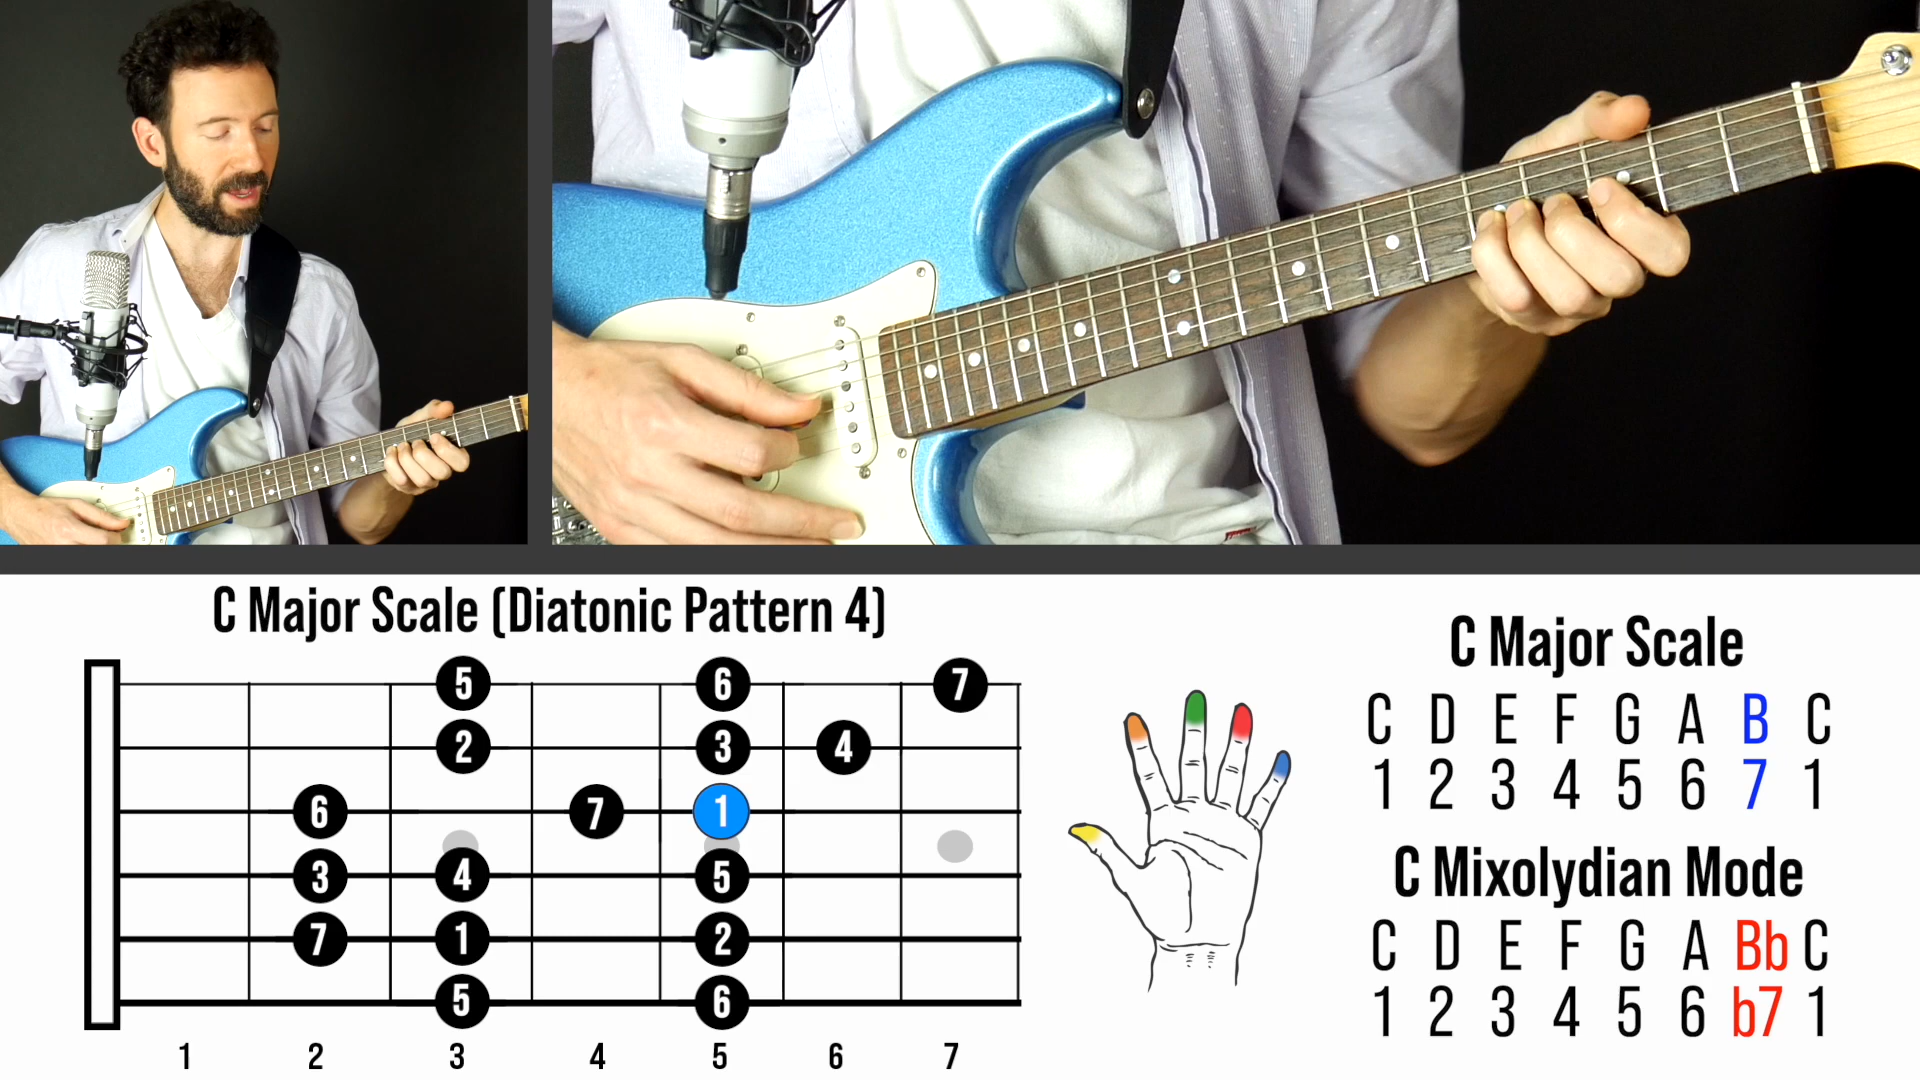 C Major Scale (Diatonic Pattern 4)
5 6 7
2 3 4
6 7 1
3 4 5
7 1 2
5 6
1 2 3 4 5 6 7
C Major Scale
C D E F G A B C
1 2 3 4 5 6 7 1
C Mixolydian Mode
C D E F G A Bb C
1 2 3 4 5 6 b7 1